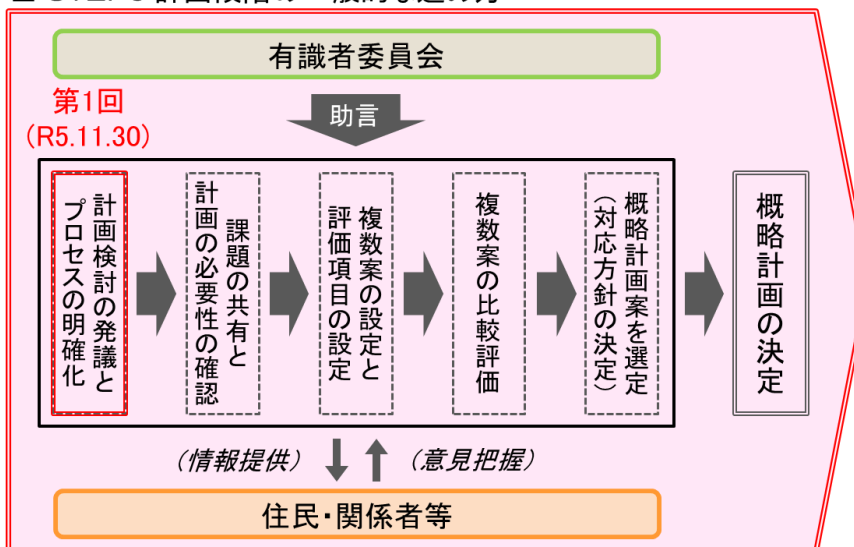 有識者委員会
第1回
(R5.11.30)
助言
計画検討の発議と
プロセスの明確化
課題の共有と
計画の必要性の確認
複数案の設定と
評価項目の設定
複数案の比較評価
概略計画案を選定
(対応方針の決定)
概略計画の決定
(情報提供)
(意見把握)
住民・関係者等